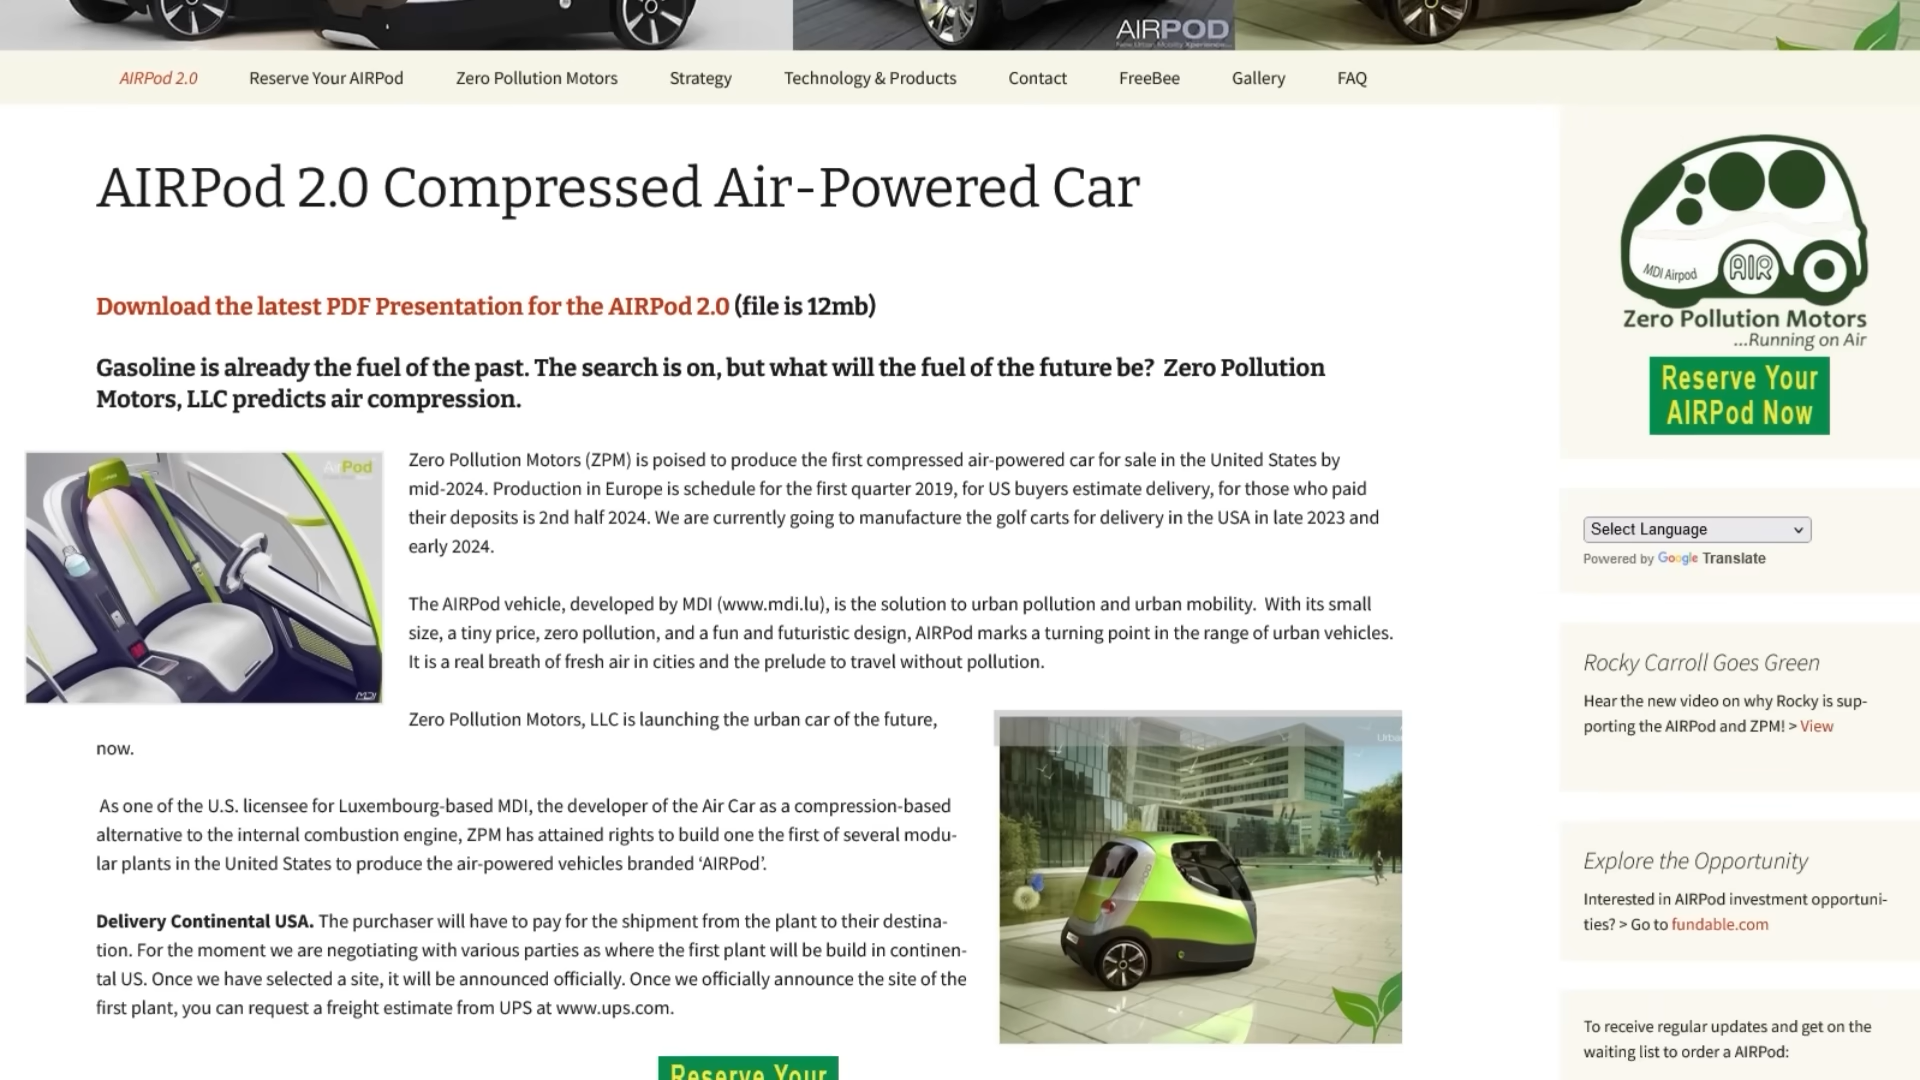 AIRPOD
AIRPod 2.0
Reserve Your AIRPod
Zero Pollution Motors
Strategy
Technology & Products
Contact
FreeBee
Gallery
FAQ
AIRPod 2.0 Compressed Air-Powered Car
Download the latest PDF Presentation for the AIRPod 2.0 (file is 12mb)
Gasoline is already the fuel of the past. The search is on, but what will the fuel of the future be? Zero Pollution
Motors, LLC predicts air compression.
AirPod
MDI
Zero Pollution Motors (ZPM) is poised to produce the first compressed air-powered car for sale in the United States by
mid-2024. Production in Europe is schedule for the first quarter 2019, for US buyers estimate delivery, for those who paid
their deposits is 2nd half 2024. We are currently going to manufacture the golf carts for delivery in the USA in late 2023 and
early 2024.
The AIRPod vehicle, developed by MDI (www.mdi.lu), is the solution to urban pollution and urban mobility. With its small
size, a tiny price, zero pollution, and a fun and futuristic design, AIRPod marks a turning point in the range of urban vehicles.
It is a real breath of fresh air in cities and the prelude to travel without pollution.
Zero Pollution Motors, LLC is launching the urban car of the future,
now.
As one of the U.S. licensee for Luxembourg-based MDI, the developer of the Air Car as a compression-based
alternative to the internal combustion engine, ZPM has attained rights to build one the first of several modu-
lar plants in the United States to produce the air-powered vehicles branded ‘AIRPod’.
Delivery Continental USA. The purchaser will have to pay for the shipment from the plant to their destina-
tion. For the moment we are negotiating with various parties as where the first plant will be build in continen-
tal US. Once we have selected a site, it will be announced officially. Once we officially announce the site of the
first plant, you can request a freight estimate from UPS at www.ups.com.
Reserve Your
MDI Airpod
AIR
Zero Pollution Motors
...Running on Air
Reserve Your
AIRPod Now
Select Language
Powered by Google Translate
Rocky Carroll Goes Green
Hear the new video on why Rocky is sup-
porting the AIRPod and ZPM! > View
Explore the Opportunity
Interested in AIRPod investment opportuni-
ties? > Go to fundable.com
To receive regular updates and get on the
waiting list to order a AIRPod: